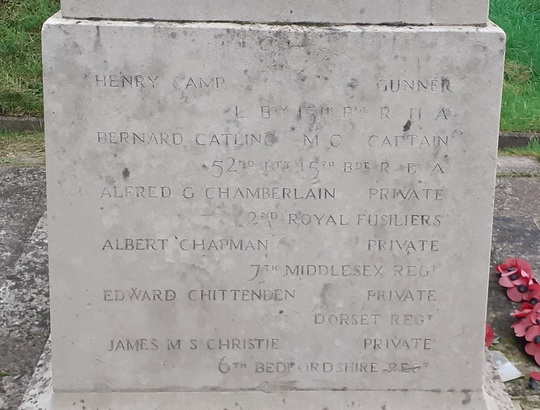 HENRY CAMP GUNNER
L BTY 15TH BDE R H A
BERNARD CATLING M C CAPTAIN
52ND BTY 15TH BDE R F A
ALFRED G CHAMBERLAIN PRIVATE
2ND ROYAL FUSILIERS
ALBERT CHAPMAN PRIVATE
7TH MIDDLESEX REGT
EDWARD CHITTENDEN PRIVATE
DORSET REGT
JAMES M S CHRISTIE PRIVATE
6TH BEDFORDSHIRE REGT